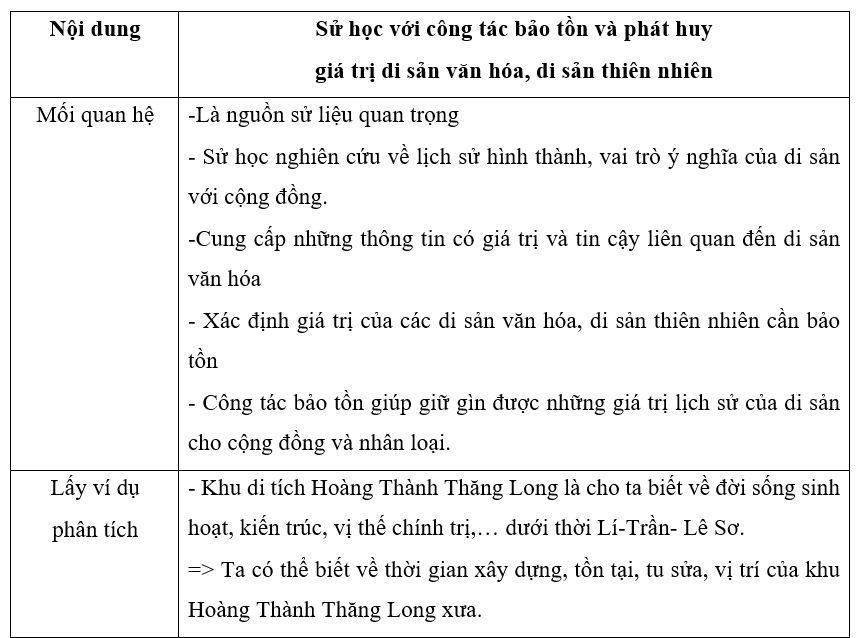 Nội dung
Sử học với công tác bảo tồn và phát huy
giá trị di sản văn hóa, di sản thiên nhiên
Mối quan hệ
-Là nguồn sử liệu quan trọng
- Sử học nghiên cứu về lịch sử hình thành, vai trò ý nghĩa của di sản
với cộng đồng.
-Cung cấp những thông tin có giá trị và tin cậy liên quan đến di sản
văn hóa
- Xác định giá trị của các di sản văn hóa, di sản thiên nhiên cần bảo
tồn
- Công tác bảo tồn giúp giữ gìn được những giá trị lịch sử của di sản
cho cộng đồng và nhân loại.
Lấy ví dụ
phân tích
- Khu di tích Hoàng Thành Thăng Long là cho ta biết về đời sống sinh
hoạt, kiến trúc, vị thế chính trị,… dưới thời Lí-Trần- Lê Sơ.
=> Ta có thể biết về thời gian xây dựng, tồn tại, tu sửa, vị trí của khu
Hoàng Thành Thăng Long xưa.